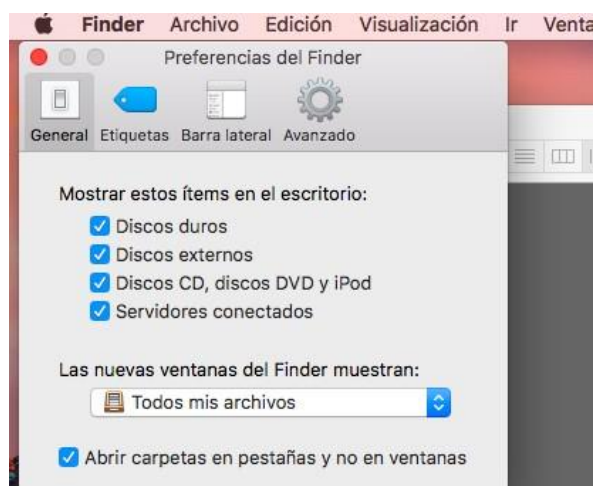 Finder Archivo Edición Visualización Ir
Preferencias del Finder
General Etiquetas Barra lateral Avanzado
Mostrar estos ítems en el escritorio:
Discos duros
Discos externos
Discos CD, discos DVD y iPod
Servidores conectados
Las nuevas ventanas del Finder muestran:
Todos mis archivos
Abrir carpetas en pestañas y no en ventanas